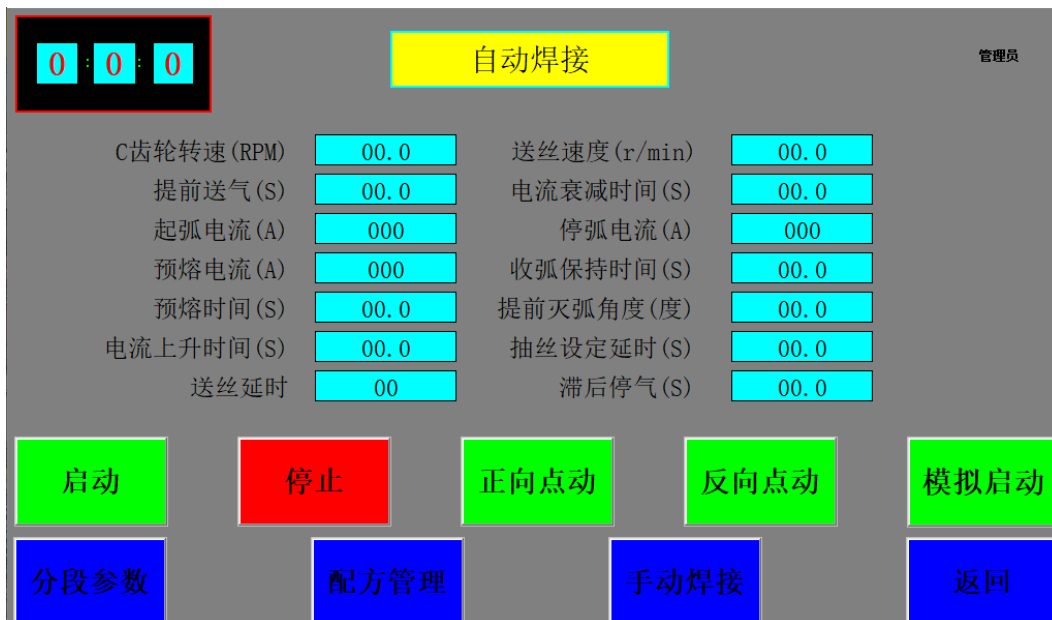 0:0:0
自动焊接
管理员
C齿轮转速(RPM) 00.0 送丝速度(r/min) 00.0
提前送气(S) 00.0 电流衰减时间(S) 00.0
起弧电流(A) 000 停弧电流(A) 000
预熔电流(A) 000 收弧保持时间(S) 00.0
预熔时间(S) 00.0 提前灭弧角度(度) 00.0
电流上升时间(S) 00.0 抽丝设定延时(S) 00.0
送丝延时 00 滞后停气(S) 00.0
启动 停止 正向点动 反向点动 模拟启动
分段参数 配方管理 手动焊接 返回